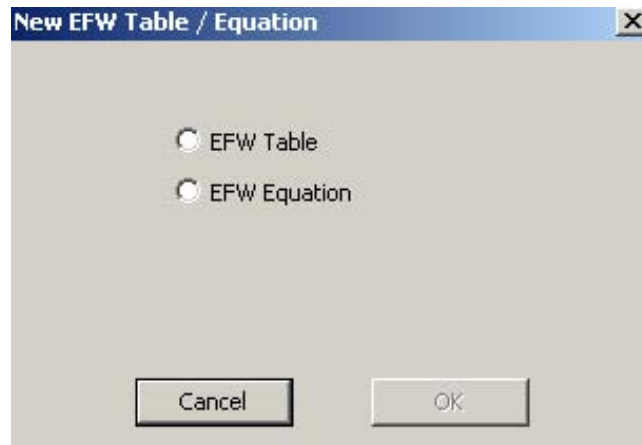 New EFW Table / Equation
EFW Table
EFW Equation
Cancel
OK